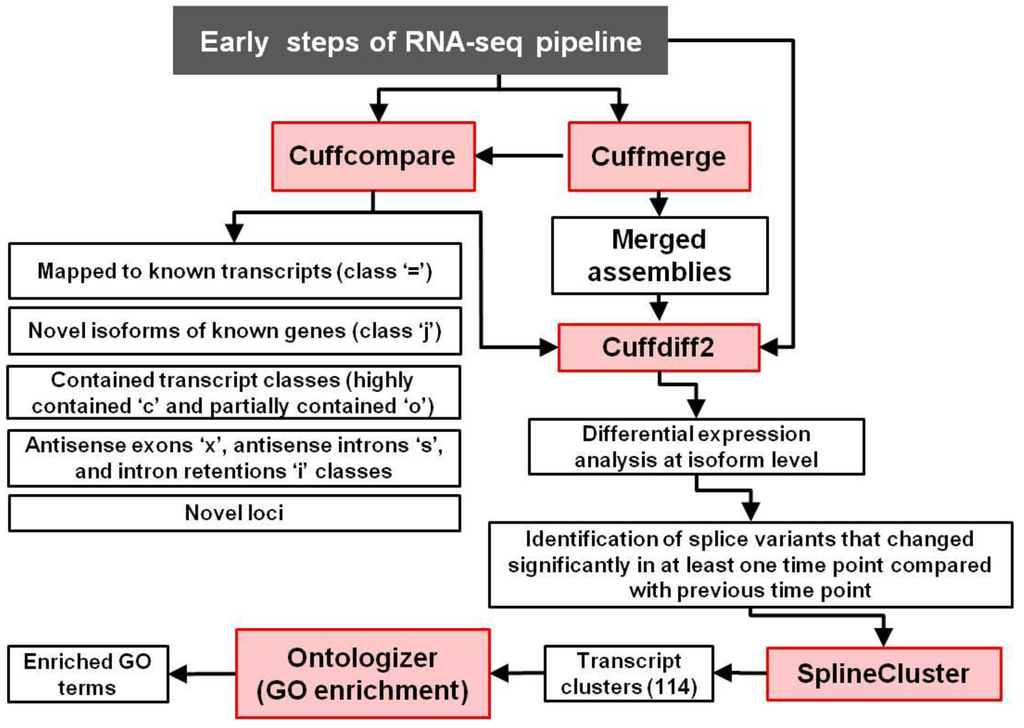 Early steps of RNA-seq pipeline
Cuffcompare
Cuffmerge
Merged
assemblies
Mapped to known transcripts (class ‘=’)
Novel isoforms of known genes (class ‘j’)
Contained transcript classes (highly
contained ‘c’ and partially contained ‘o’)
Antisense exons ‘x’, antisense introns ‘s’,
and intron retentions ‘i’ classes
Novel loci
Cuffdiff2
Differential expression
analysis at isoform level
Identification of splice variants that changed
significantly in at least one time point compared
with previous time point
SplineCluster
Transcript
clusters (114)
Ontologizer
(GO enrichment)
Enriched GO
terms